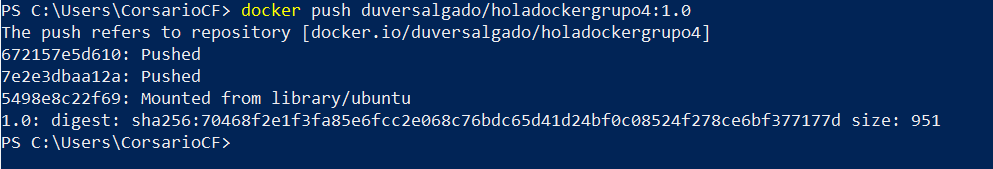 PS C:\Users\CorsarioCF> docker push duversalgado/holadockergrupo4:1.0
The push refers to repository [docker.io/duversalgado/holadockergrupo4]
672157e5d610: Pushed
7e2e3dbaa12a: Pushed
5498e8c22f69: Mounted from library/ubuntu
1.0: digest: sha256:70468f2e1f3fa85e6fcc2e068c76bdc65d41d24bf0c08524f278ce6bf377177d size: 951
PS C:\Users\CorsarioCF>